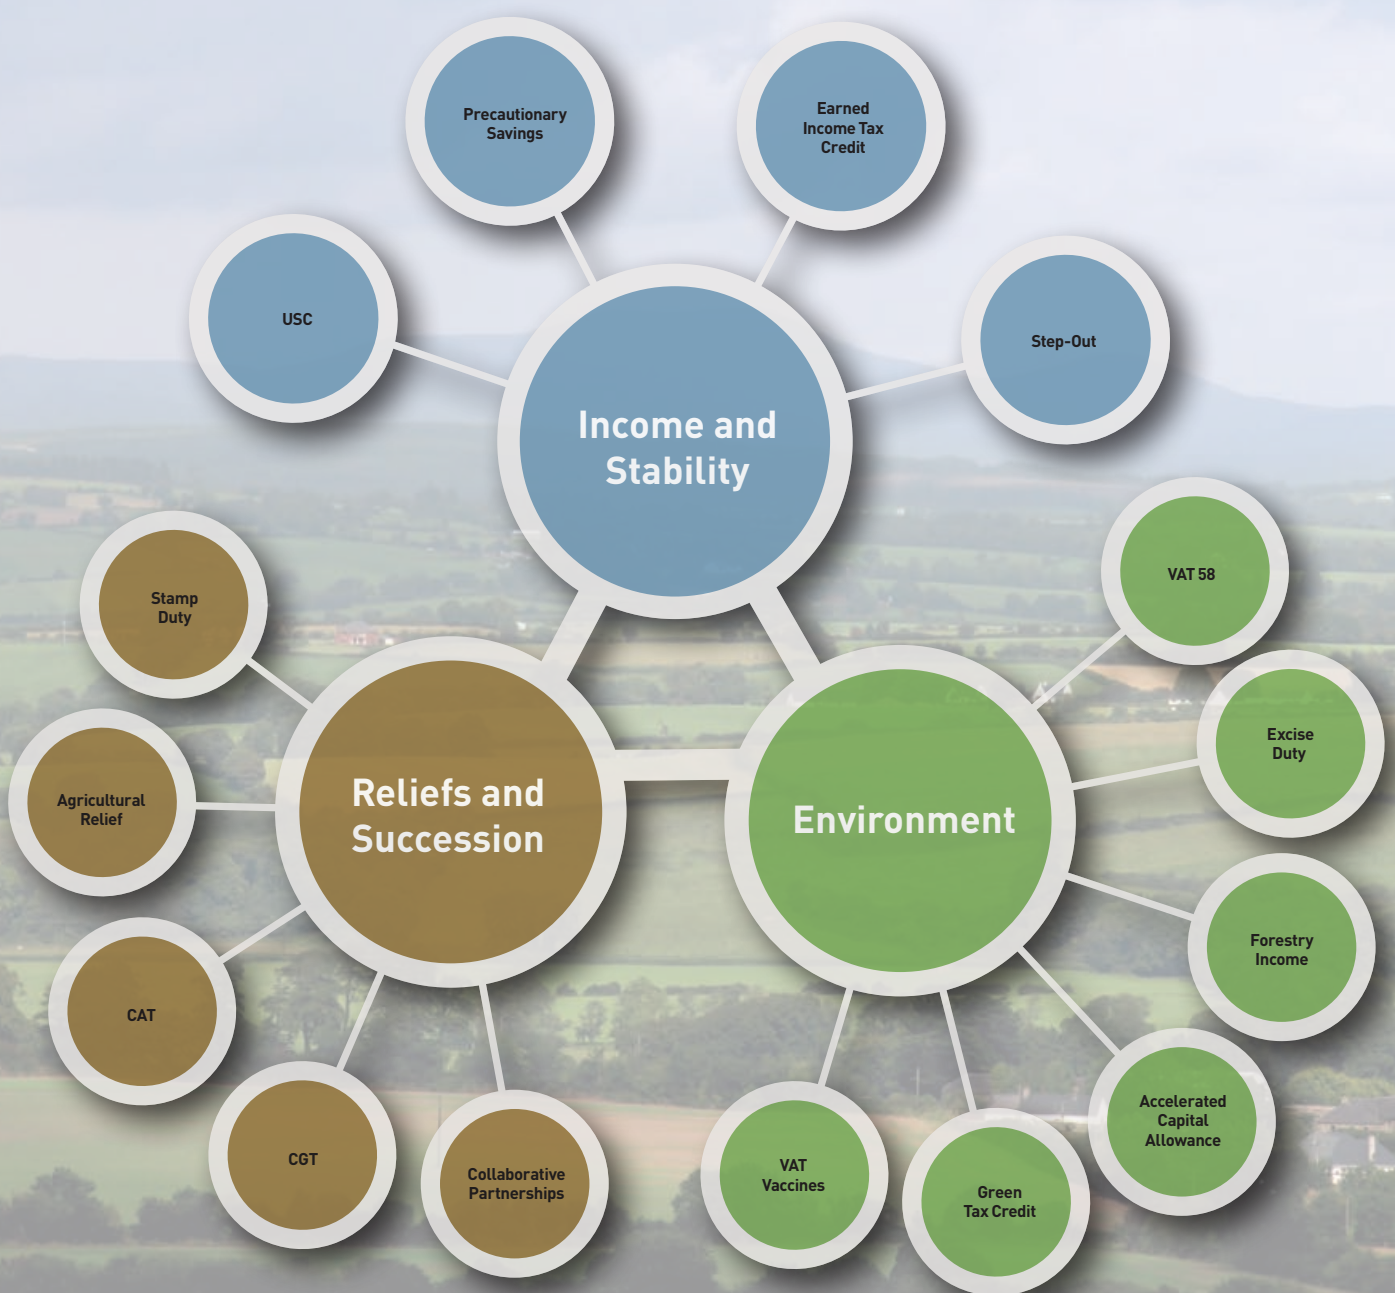 Precautionary
Savings
Earned
Income Tax
Credit
USC
Step-Out
Income and
Stability
VAT 58
Stamp
Duty
Excise
Duty
Agricultural
Relief
Reliefs and
Succession
Environment
Forestry
Income
CAT
Accelerated
Capital
Allowance
CGT
Collaborative
Partnerships
VAT
Vaccines
Green
Tax Credit